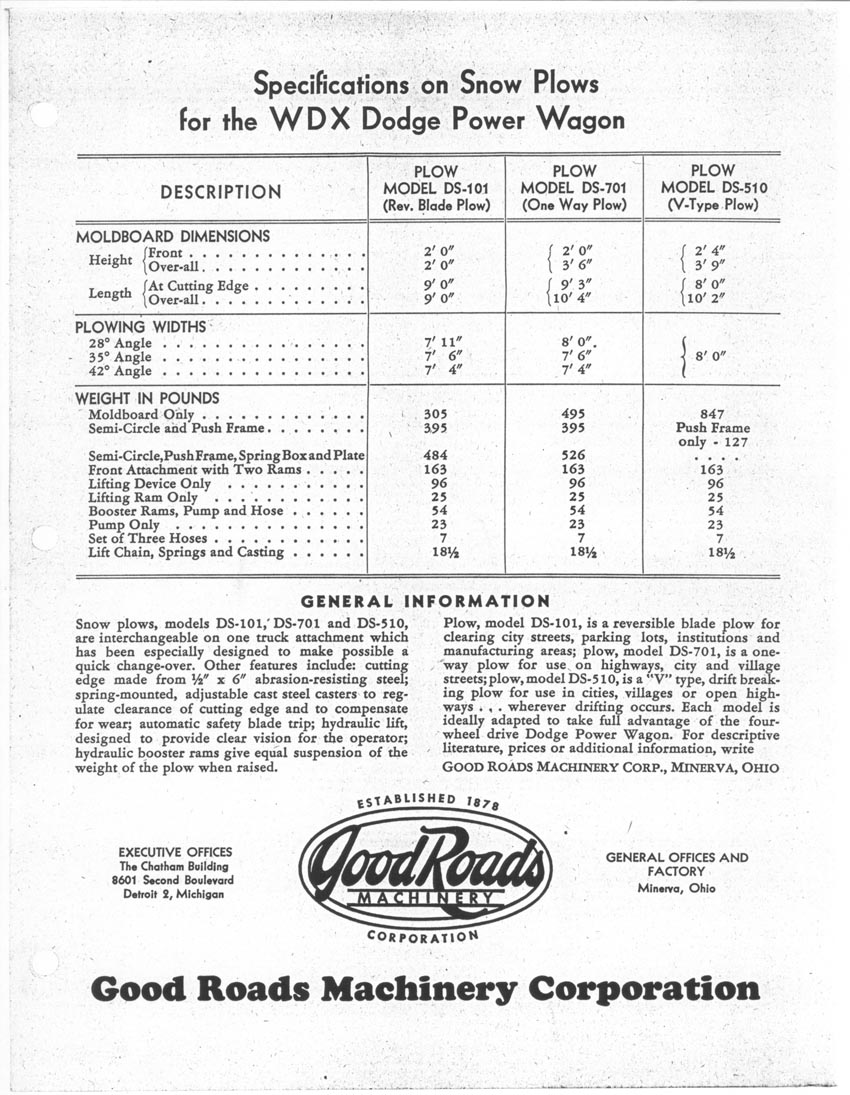 Specifications on Snow Plows
for the WDX Dodge Power Wagon
DESCRIPTION
PLOW
MODEL DS-101
(Rev. Blade Plow)
PLOW
MODEL DS-701
(One Way Plow)
PLOW
MODEL DS-510
(V-Type Plow)
MOLDBOARD DIMENSIONS
Height { Front . . . . . . . . . . . . . . 2' 0" { 2' 0" { 2' 4"
Over-all . . . . . . . . . . . . . 2' 0" 3' 6" 3' 9"
Length { At Cutting Edge . . . . . . . . . 9' 0" { 9' 3" { 8' 0"
Over-all . . . . . . . . . . . . . 9' 0" 10' 4" 10' 2"
PLOWING WIDTHS
28° Angle . . . . . . . . . . . . . . . . 7' 11" 8' 0"
35° Angle . . . . . . . . . . . . . . . . 7' 6" 7' 6" { 8' 0"
42° Angle . . . . . . . . . . . . . . . . 7' 4" 7' 4"
WEIGHT IN POUNDS
Moldboard Only . . . . . . . . . . . . . 305 495 847
Semi-Circle and Push Frame . . . . . . . . 395 395 Push Frame
only - 127
Semi-Circle, Push Frame, Spring Box and Plate 484 526 . . . .
Front Attachment with Two Rams . . . . . 163 163 163
Lifting Device Only . . . . . . . . . . . 96 96 96
Lifting Ram Only . . . . . . . . . . . . 25 25 25
Booster Rams, Pump and Hose . . . . . . 54 54 54
Pump Only . . . . . . . . . . . . . . . 23 23 23
Set of Three Hoses . . . . . . . . . . . . 7 7 7
Lift Chain, Springs and Casting . . . . . . 18½ 18½ 18½
GENERAL INFORMATION
Snow plows, models DS-101, DS-701 and DS-510,
are interchangeable on one truck attachment which
has been especially designed to make possible a
quick change-over. Other features include: cutting
edge made from ½" x 6" abrasion-resisting steel;
spring-mounted, adjustable cast steel casters to reg-
ulate clearance of cutting edge and to compensate
for wear; automatic safety blade trip; hydraulic lift,
designed to provide clear vision for the operator;
hydraulic booster rams give equal suspension of the
weight of the plow when raised.
Plow, model DS-101, is a reversible blade plow for
clearing city streets, parking lots, institutions and
manufacturing areas; plow, model DS-701, is a one-
way plow for use on highways, city and village
streets; plow, model DS-510, is a "V" type, drift break-
ing plow for use in cities, villages or open high-
ways . . . wherever drifting occurs. Each model is
ideally adapted to take full advantage of the four-
wheel drive Dodge Power Wagon. For descriptive
literature, prices or additional information, write
GOOD ROADS MACHINERY CORP., MINERVA, OHIO
EXECUTIVE OFFICES
The Chatham Building
8601 Second Boulevard
Detroit 2, Michigan
ESTABLISHED 1878
Good Roads
MACHINERY
CORPORATION
GENERAL OFFICES AND
FACTORY
Minerva, Ohio
Good Roads Machinery Corporation